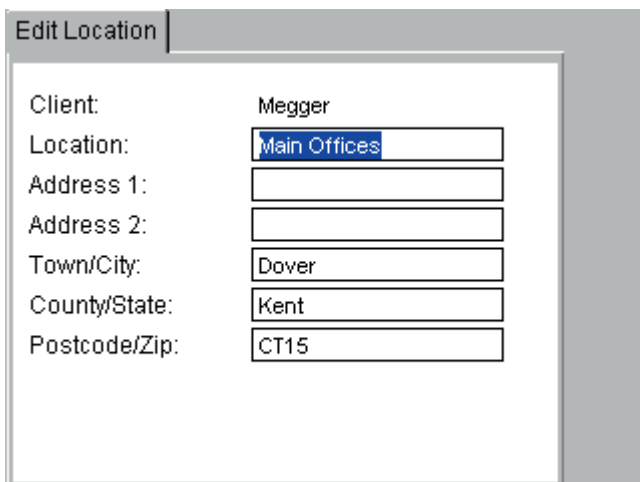 Edit Location
Client: Megger
Location: Main Offices
Address 1:
Address 2:
Town/City: Dover
County/State: Kent
Postcode/Zip: CT15